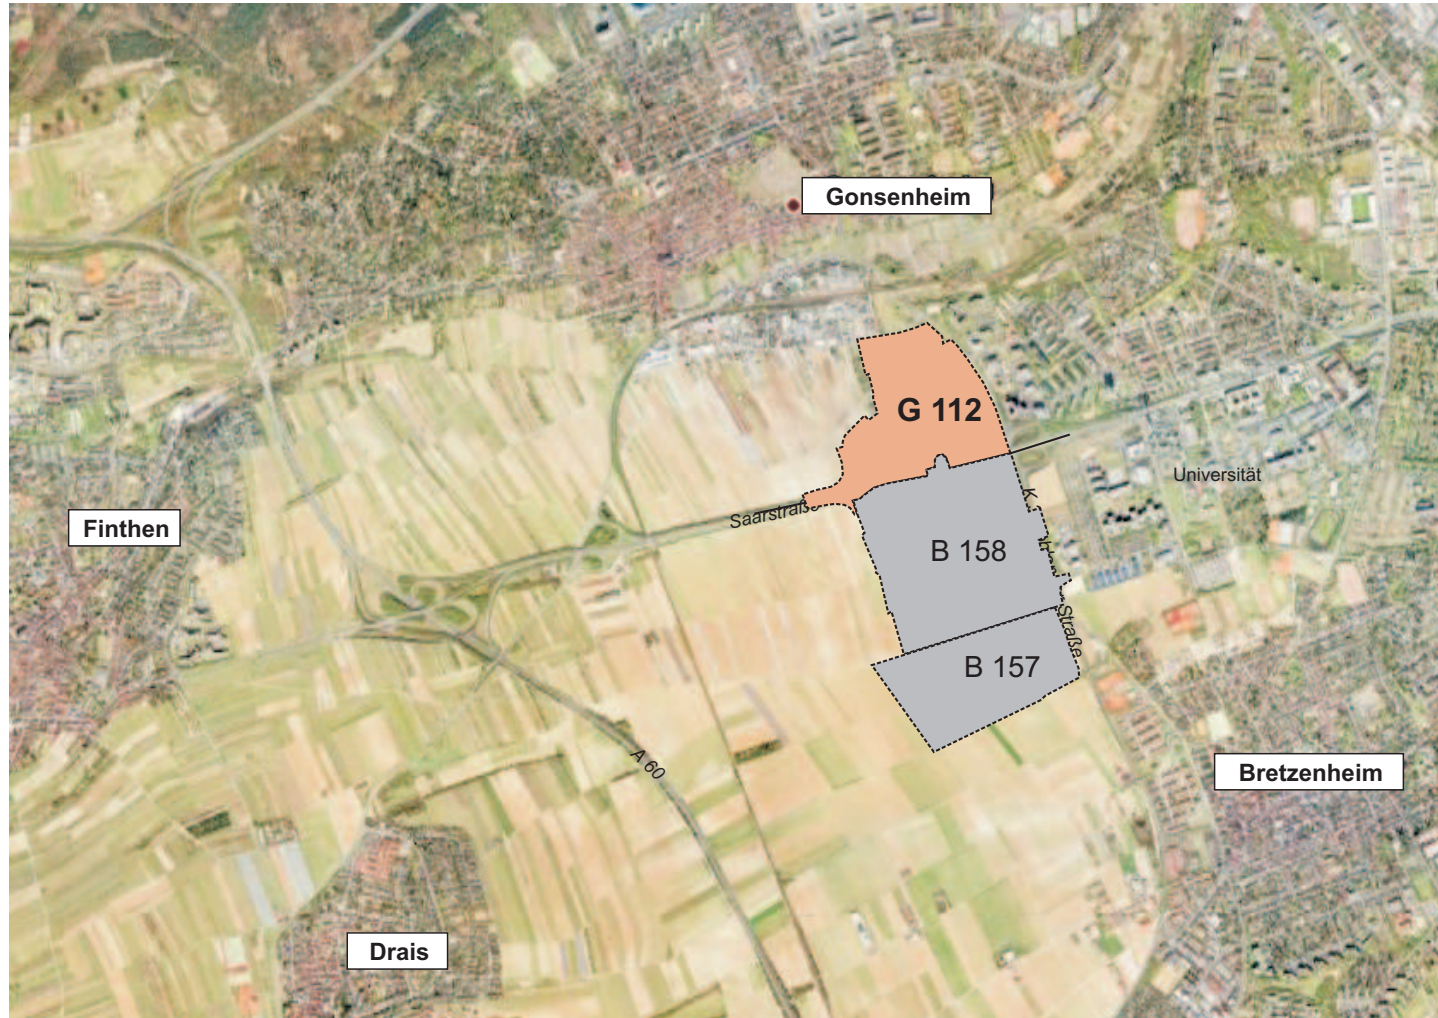 Gonsenheim
G 112
Universität
Finthen
Saarstraße
B 158
Straße
B 157
A 60
Bretzenheim
Drais